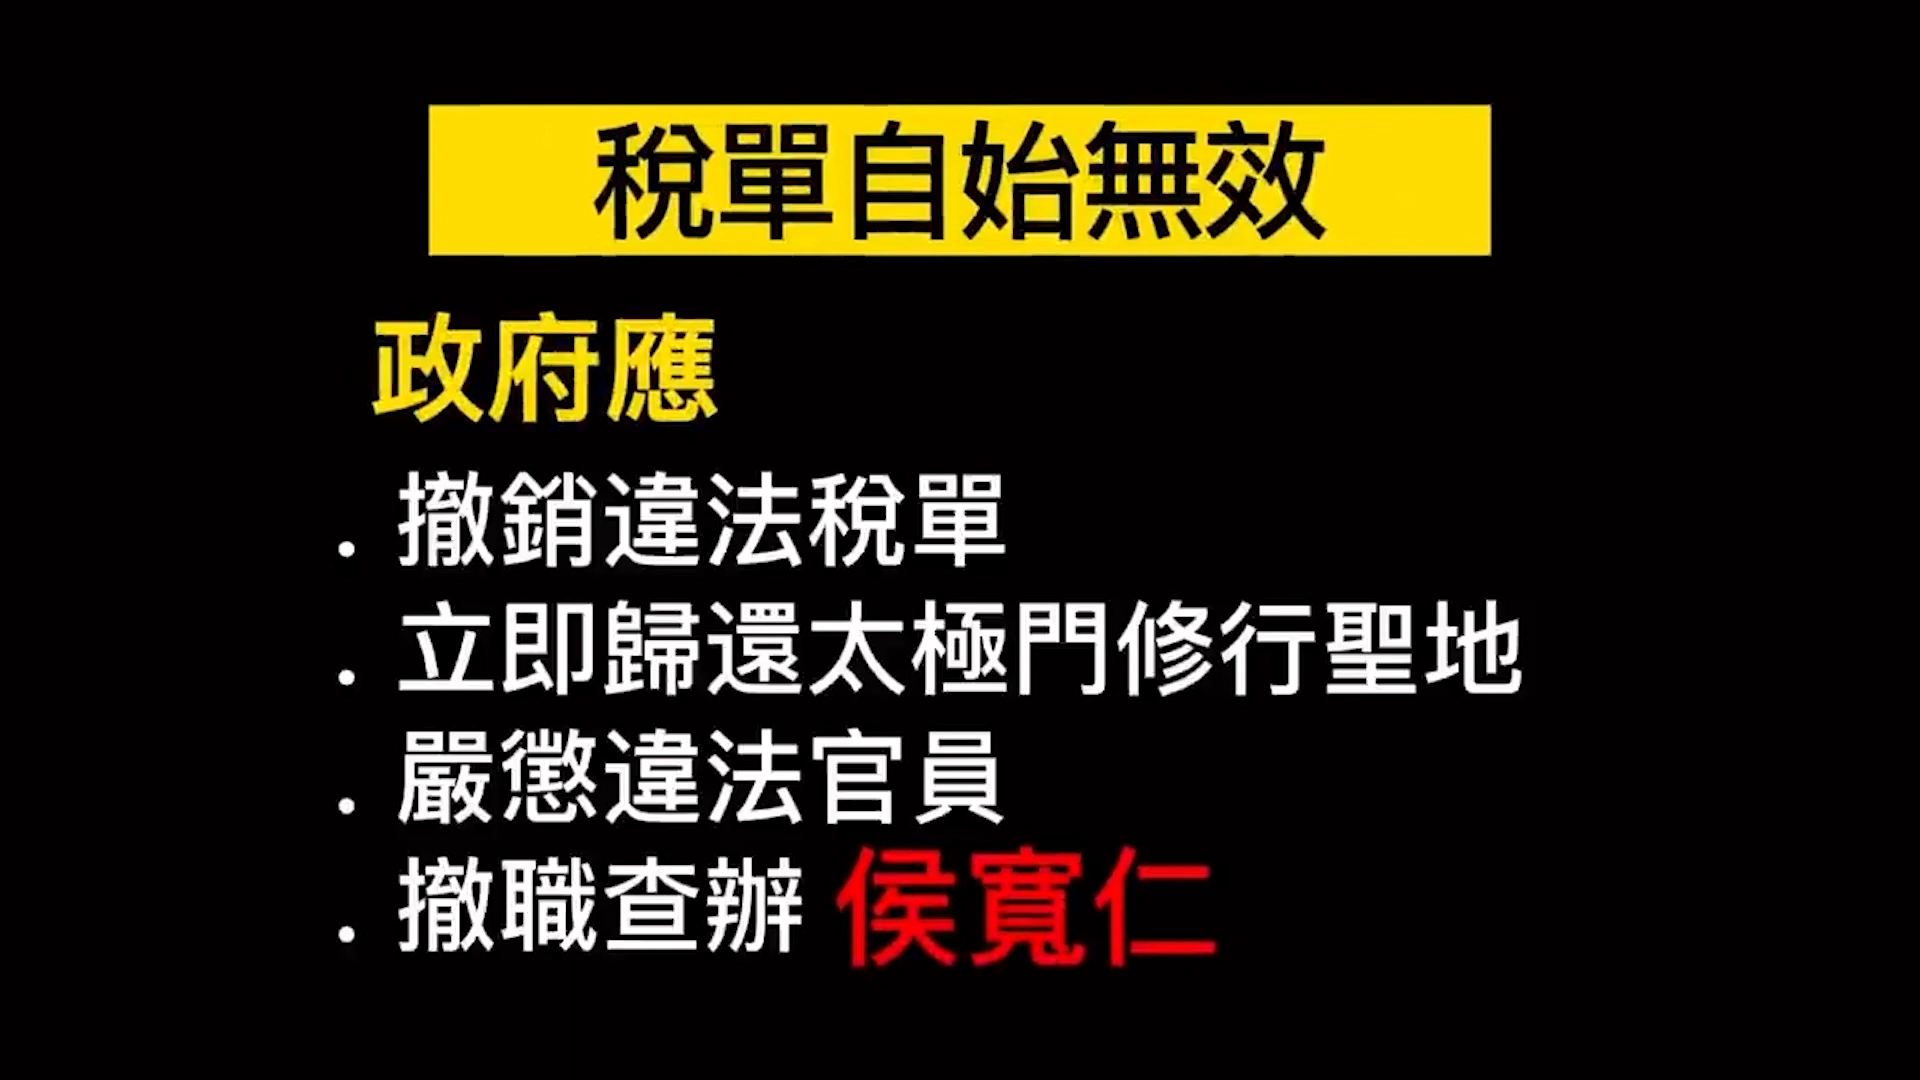 稅單自始無效
政府應
. 撤銷違法稅單
. 立即歸還太極門修行聖地
. 嚴懲違法官員
. 撤職查辦 侯寬仁